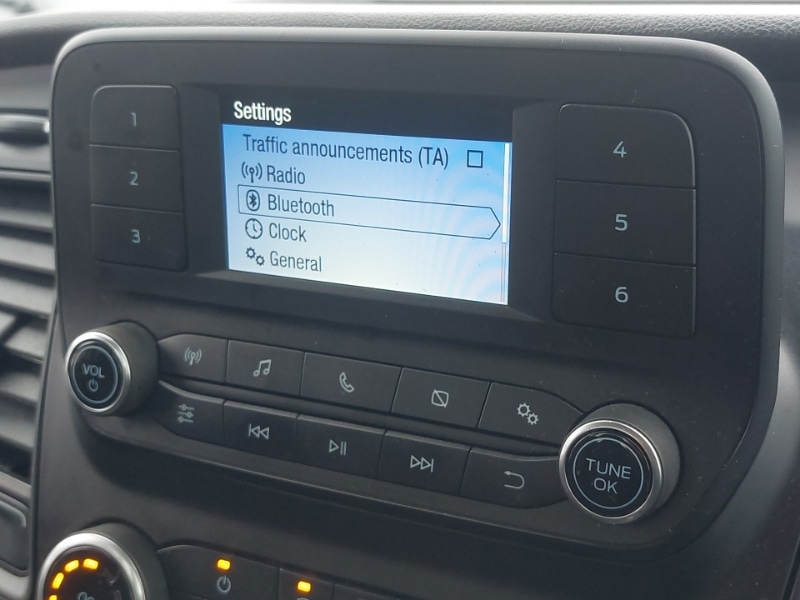 Settings
Traffic announcements (TA)
Radio
Bluetooth
Clock
General
1
2
3
4
5
6
VOL
TUNE
OK